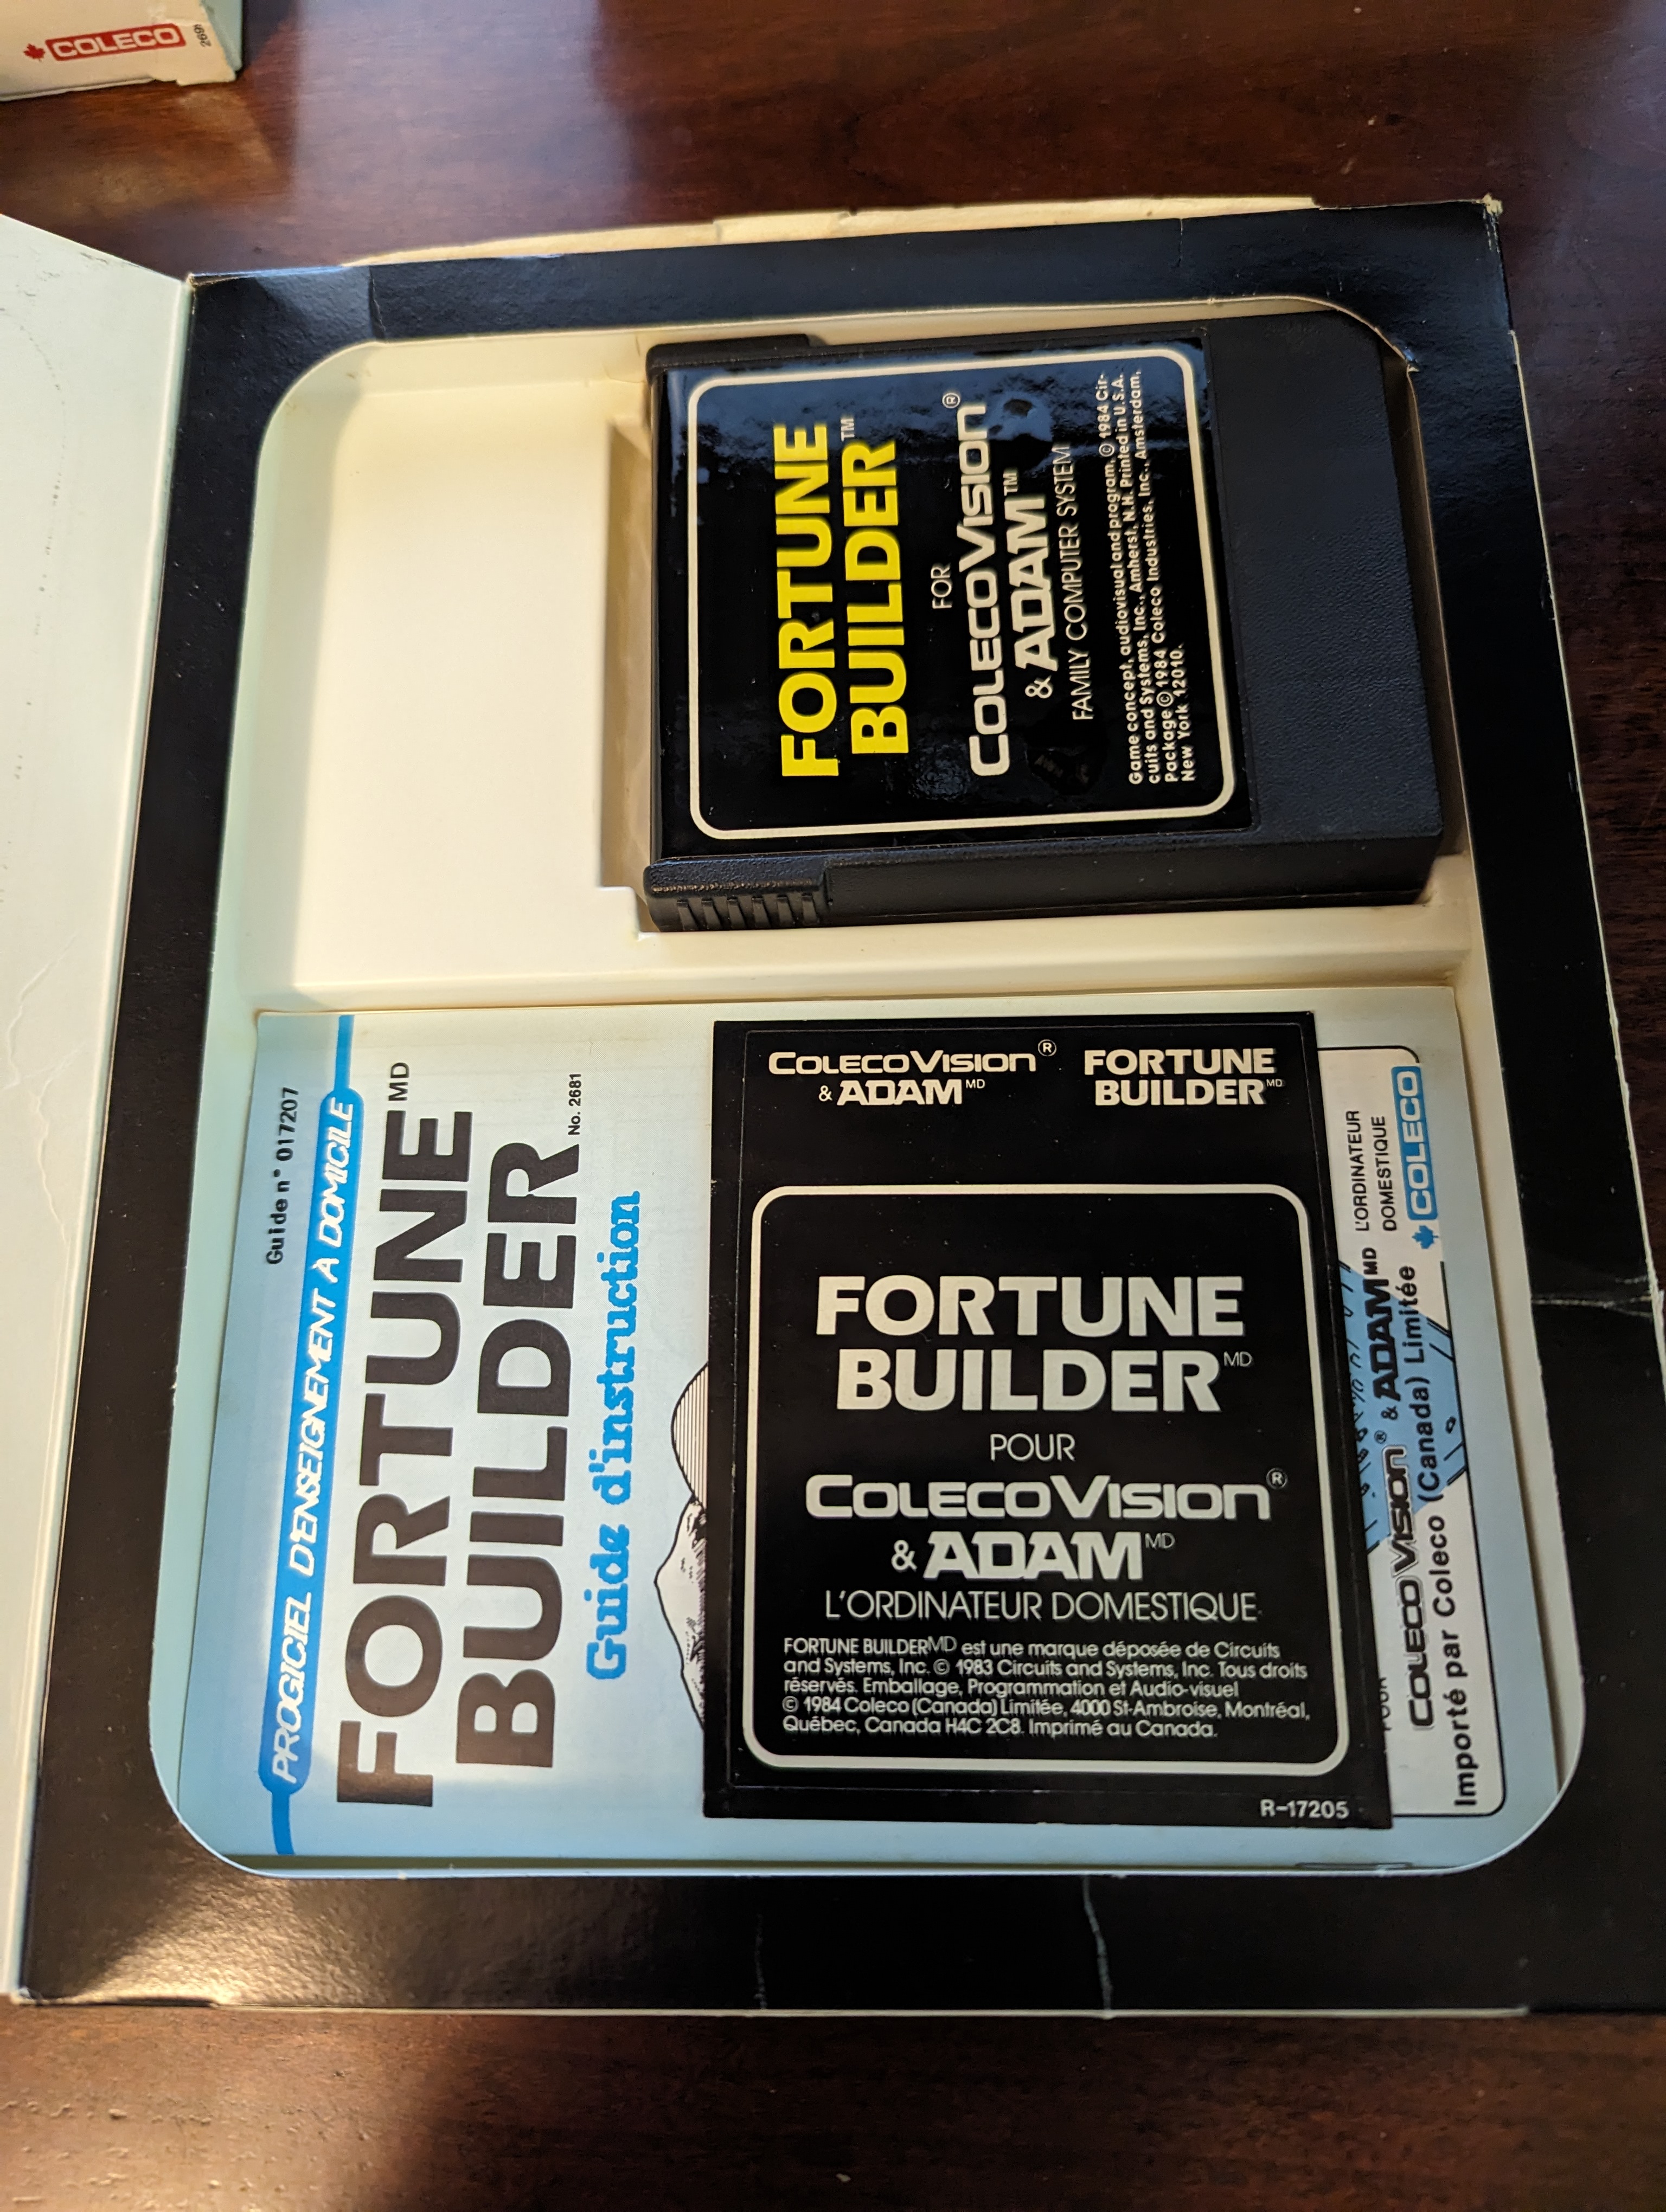 COLECO
269
FORTUNE
BUILDER™
FOR
COLECOVISION®
& ADAM™
FAMILY COMPUTER SYSTEM
Game concept, audiovisual and program, © 1984 Cir-
cuits and Systems, Inc., Amherst, N.H. Printed in U.S.A.
Package © 1984 Coleco Industries, Inc., Amsterdam,
New York 12010.
Guide n° 017207
PROGICIEL D'ENSEIGNEMENT À DOMICILE
FORTUNE MD
BUILDER
No. 2681
Guide d'instruction
COLECOVISION®
& ADAM MD
FORTUNE
BUILDER MD
FORTUNE
BUILDER MD
POUR
COLECOVISION®
& ADAM MD
L'ORDINATEUR DOMESTIQUE
FORTUNE BUILDER MD est une marque déposée de Circuits
and Systems, Inc. © 1983 Circuits and Systems, Inc. Tous droits
réservés. Emballage, Programmation et Audio-visuel
© 1984 Coleco (Canada) Limitée, 4000 St-Ambroise, Montréal,
Québec, Canada H4C 2C8. Imprimé au Canada.
R-17205
POUR
COLECOVISION® & ADAM MD L'ORDINATEUR
DOMESTIQUE
Importé par Coleco (Canada) Limitée
COLECO